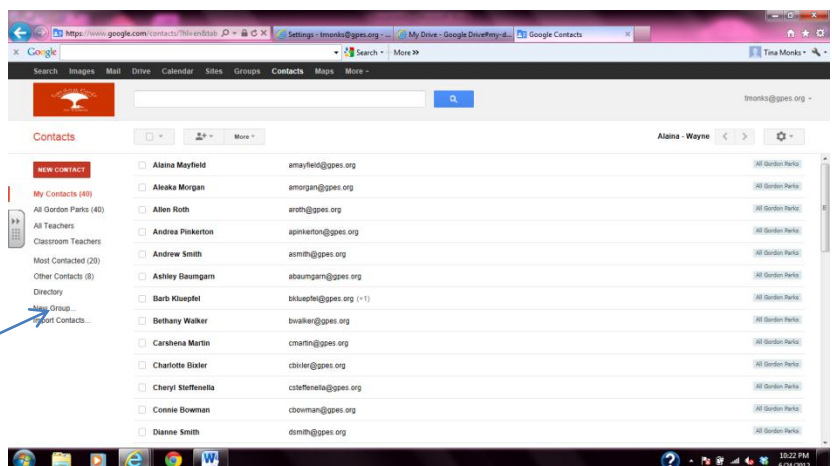 https://www.google.com/contacts/?hl=en&tab
Settings - tmonks@gpes.org - ...
My Drive - Google Drive#my-d...
Google Contacts
x Google Search More >>
Tina Monks
Search Images Mail Drive Calendar Sites Groups Contacts Maps More
tmonks@gpes.org
Contacts More Alaina - Wayne
NEW CONTACT
My Contacts (40)
All Gordon Parks (40)
All Teachers
Classroom Teachers
Most Contacted (20)
Other Contacts (8)
Directory
New Group...
Import Contacts...
Alaina Mayfield amayfield@gpes.org All Gordon Parks
Aleaka Morgan amorgan@gpes.org All Gordon Parks
Allen Roth aroth@gpes.org All Gordon Parks
Andrea Pinkerton apinkerton@gpes.org All Gordon Parks
Andrew Smith asmith@gpes.org All Gordon Parks
Ashley Baumgarn abaumgarn@gpes.org All Gordon Parks
Barb Kluepfel bkluepfel@gpes.org (+1) All Gordon Parks
Bethany Walker bwalker@gpes.org All Gordon Parks
Carshena Martin cmartin@gpes.org All Gordon Parks
Charlotte Bixler cbixler@gpes.org All Gordon Parks
Cheryl Steffenella csteffenella@gpes.org All Gordon Parks
Connie Bowman cbowman@gpes.org All Gordon Parks
Dianne Smith dsmith@gpes.org All Gordon Parks
10:22 PM
6/24/2012